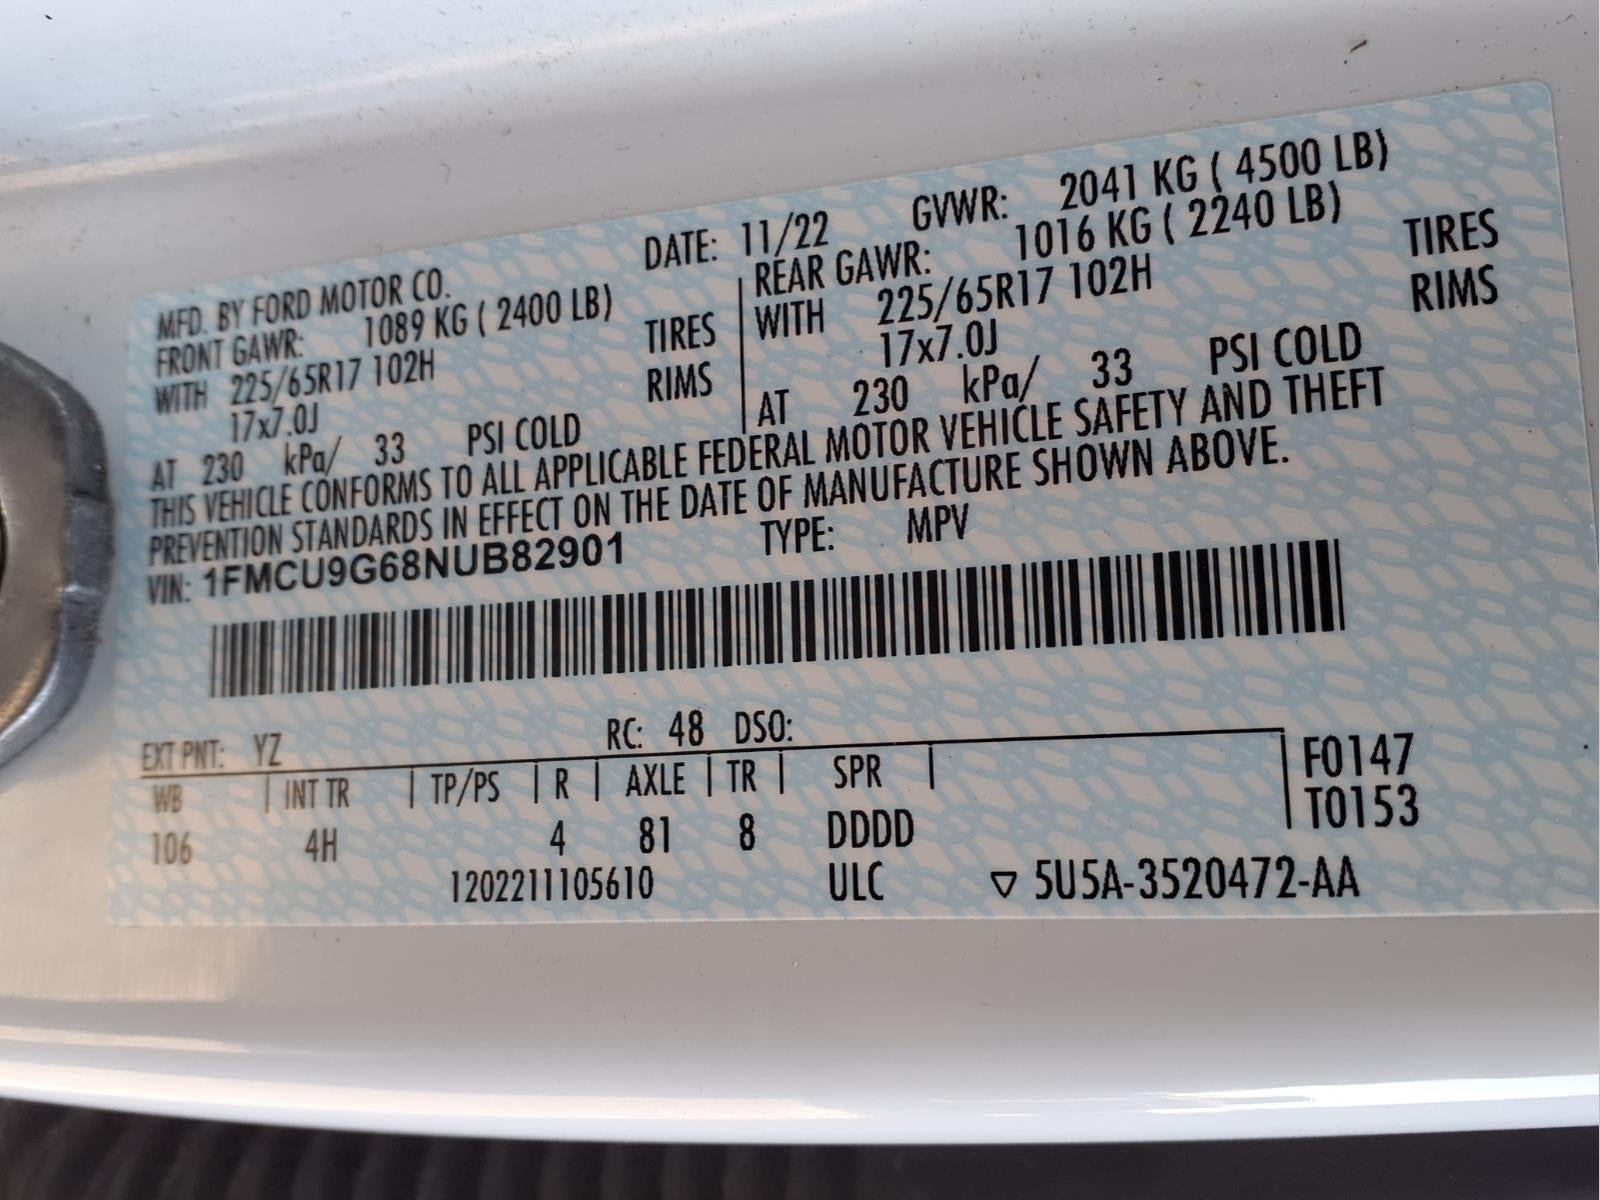 MFD. BY FORD MOTOR CO. DATE: 11/22 GVWR: 2041 KG ( 4500 LB)
FRONT GAWR: 1089 KG ( 2400 LB) REAR GAWR: 1016 KG ( 2240 LB)
WITH 225/65R17 102H TIRES WITH 225/65R17 102H TIRES
17x7.0J RIMS 17x7.0J RIMS
AT 230 kPa/ 33 PSI COLD AT 230 kPa/ 33 PSI COLD
THIS VEHICLE CONFORMS TO ALL APPLICABLE FEDERAL MOTOR VEHICLE SAFETY AND THEFT
PREVENTION STANDARDS IN EFFECT ON THE DATE OF MANUFACTURE SHOWN ABOVE.
VIN: 1FMCU9G68NUB82901 TYPE: MPV
EXT PNT: YZ RC: 48 DSO:
WB | INT TR | TP/PS | R | AXLE | TR | SPR | F0147
106 4H 4 81 8 DDDD T0153
1202211105610 ULC ▽ 5U5A-3520472-AA